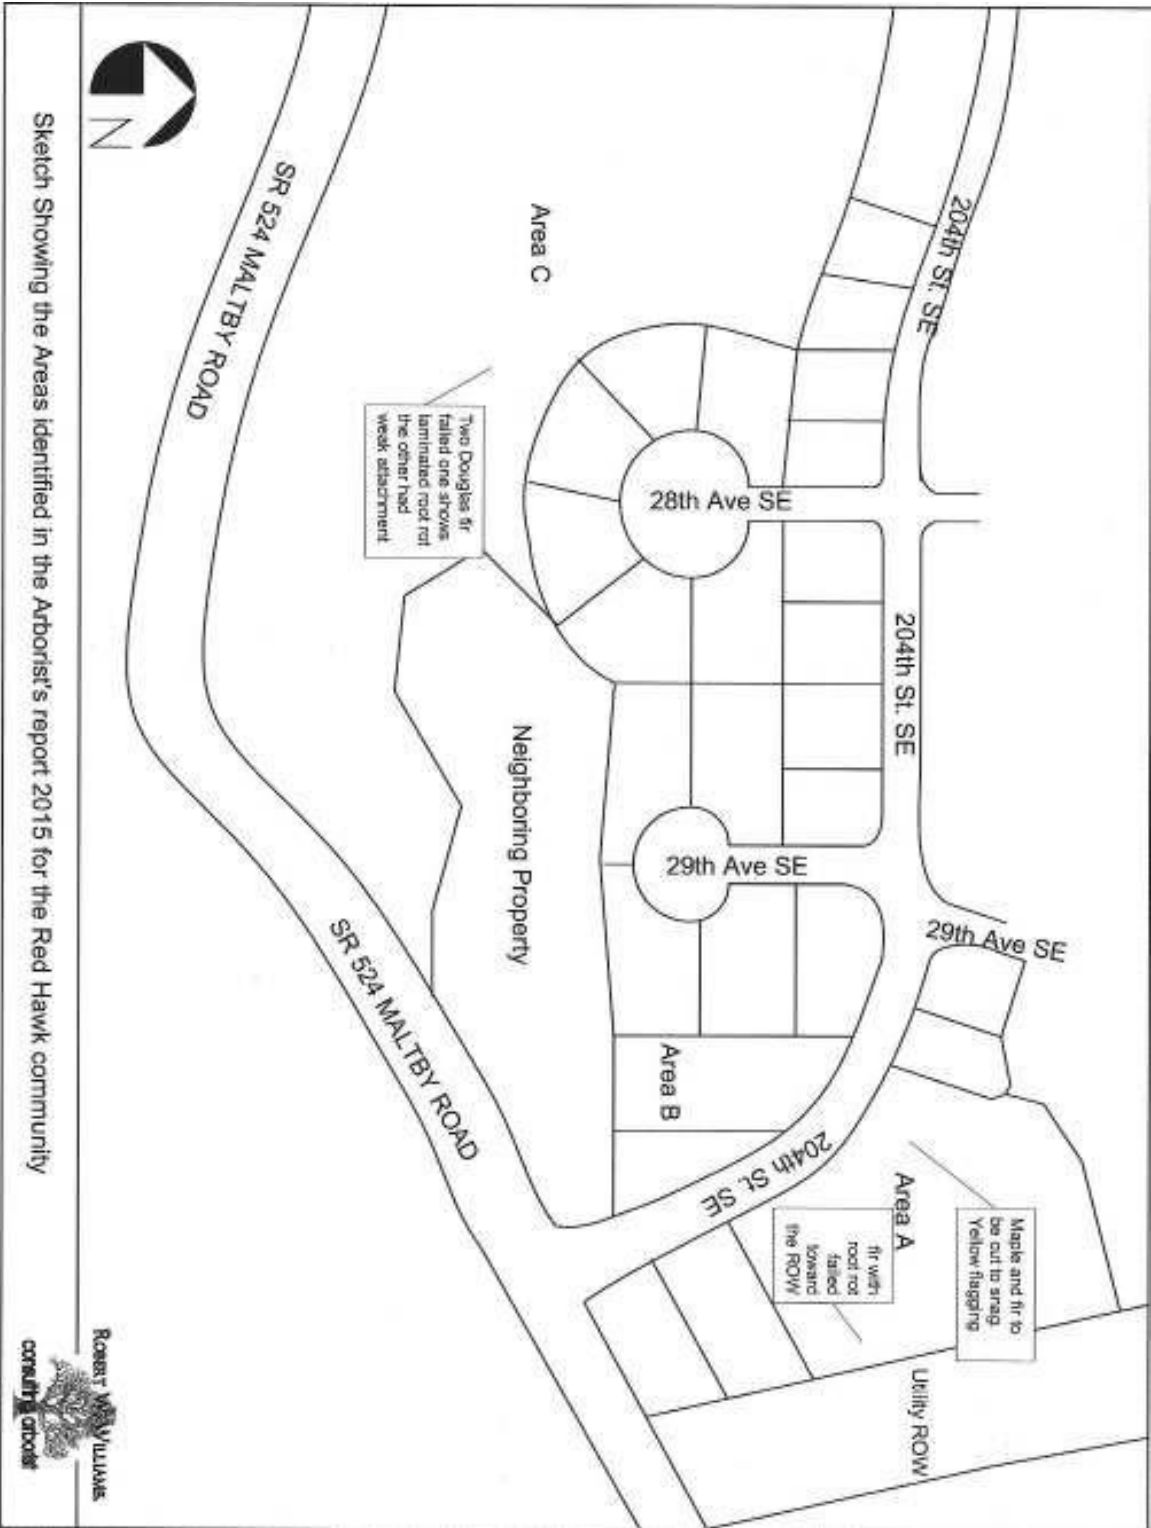 204th St. SE
28th Ave SE
204th St. SE
29th Ave SE
29th Ave SE
Maple and fir to
be cut to snag
Yellow flagging
Area A
fir with
root rot
failed
toward
the ROW
Utility ROW
204th St. SE
Area B
Area C
Two Douglas fir
failed one shows
laminated root rot
the other had
weak attachment
Neighboring Property
SR 524 MALTBY ROAD
SR 524 MALTBY ROAD
N
Sketch Showing the Areas identified in the Arborist's report 2015 for the Red Hawk community
consulting arborist